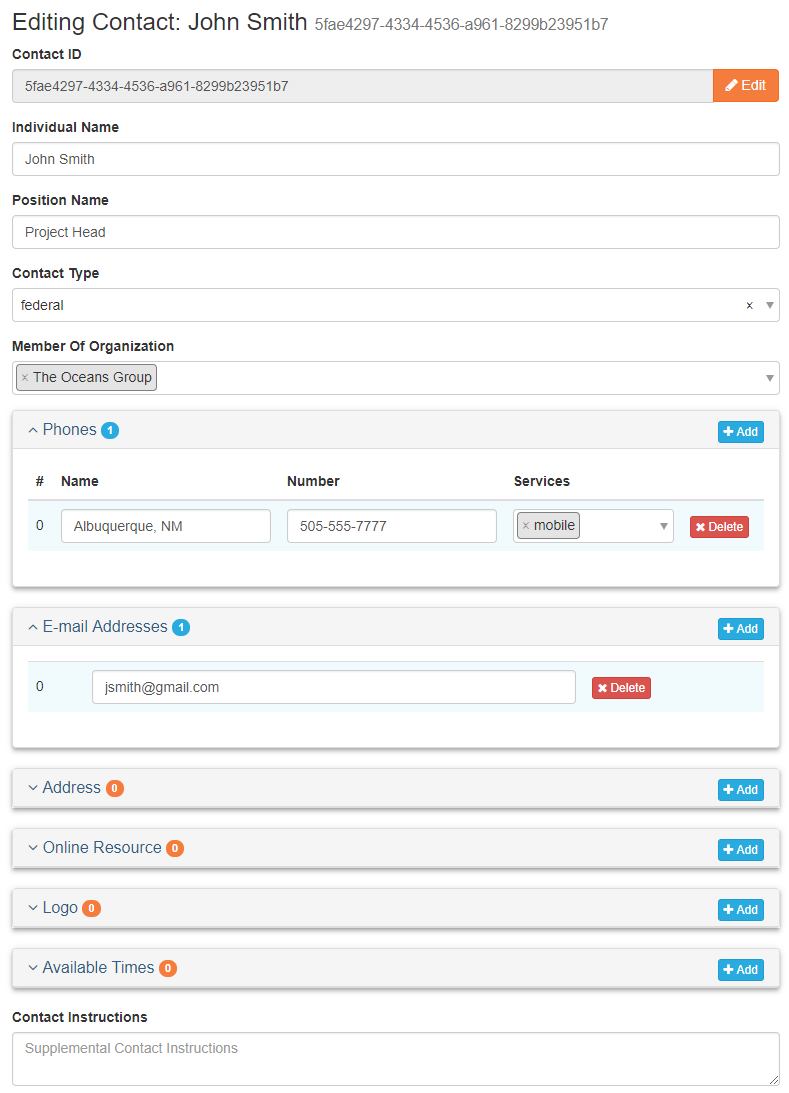 Editing Contact: John Smith 5fae4297-4334-4536-a961-8299b23951b7
Contact ID
5fae4297-4334-4536-a961-8299b23951b7 Edit
Individual Name
John Smith
Position Name
Project Head
Contact Type
federal ×
Member Of Organization
× The Oceans Group
Phones 1 Add
# Name Number Services
0 Albuquerque, NM 505-555-7777 × mobile Delete
E-mail Addresses 1 Add
0 jsmith@gmail.com Delete
Address 0 Add
Online Resource 0 Add
Logo 0 Add
Available Times 0 Add
Contact Instructions
Supplemental Contact Instructions